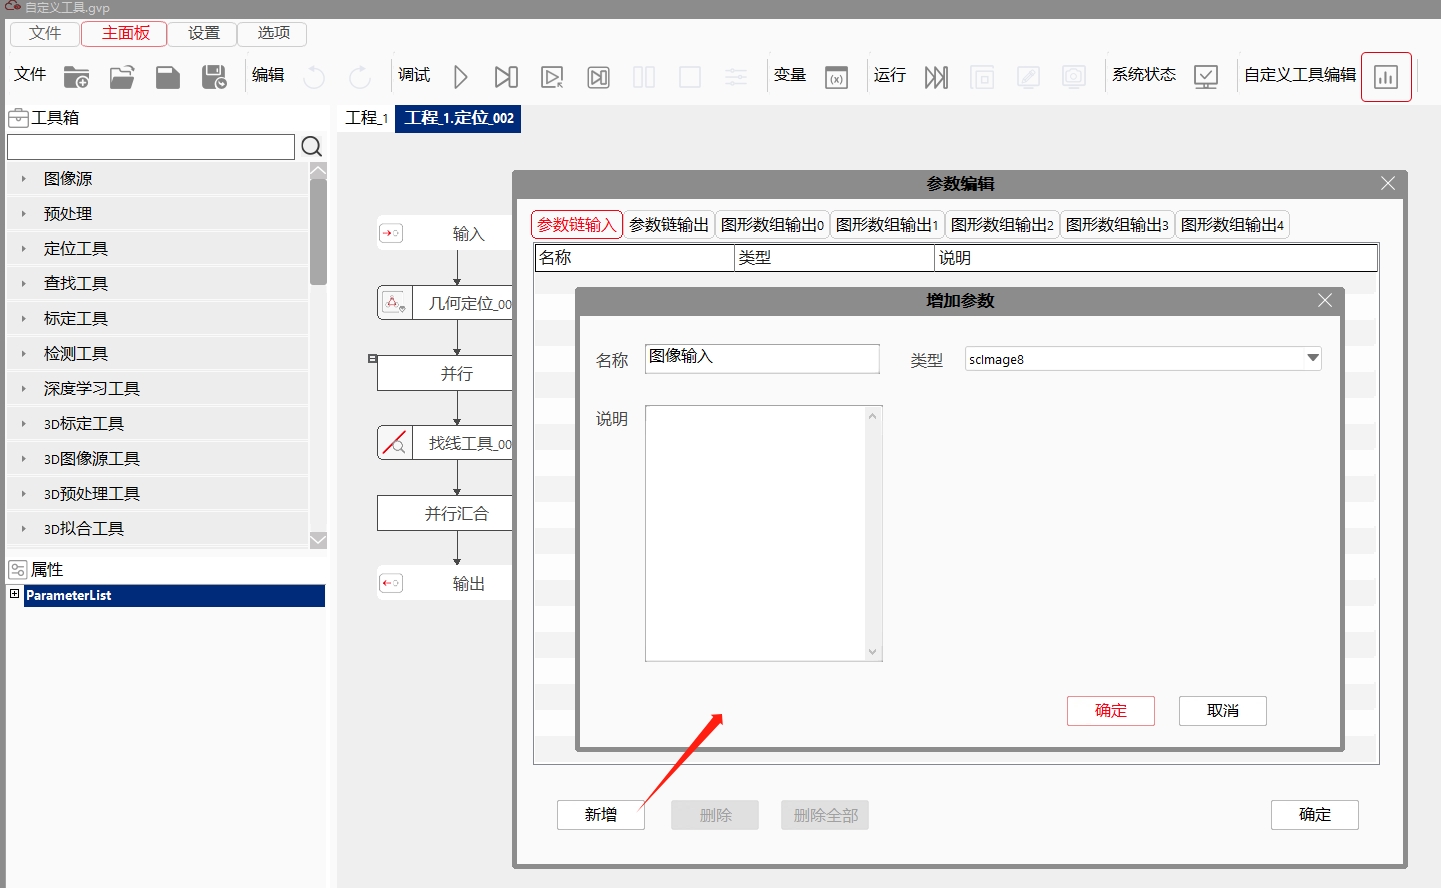 自定义工具.gvp
文件 主面板 设置 选项
文件 编辑 调试 变量 (x) 运行 系统状态 自定义工具编辑
工具箱
工程_1 工程_1.定位_002
图像源
预处理
定位工具
查找工具
标定工具
检测工具
深度学习工具
3D标定工具
3D图像源工具
3D预处理工具
3D拟合工具
属性
ParameterList
输入
几何定位_00
并行
找线工具_00
并行汇合
输出
参数编辑
参数链输入 参数链输出 图形数组输出0 图形数组输出1 图形数组输出2 图形数组输出3 图形数组输出4
名称 类型 说明
增加参数
名称 图像输入 类型 scImage8
说明
确定 取消
新增 删除 删除全部 确定